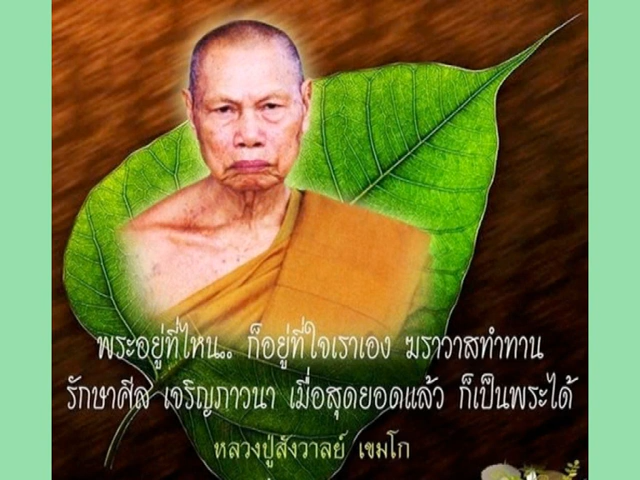 พระอยู่ที่ไหน.. ก็อยู่ที่ใจเราเอง ฆราวาสทำทาน
รักษาศีล เจริญภาวนา เมื่อสุดยอดแล้ว ก็เป็นพระได้
หลวงปู่สังวาลย์ เขมโก